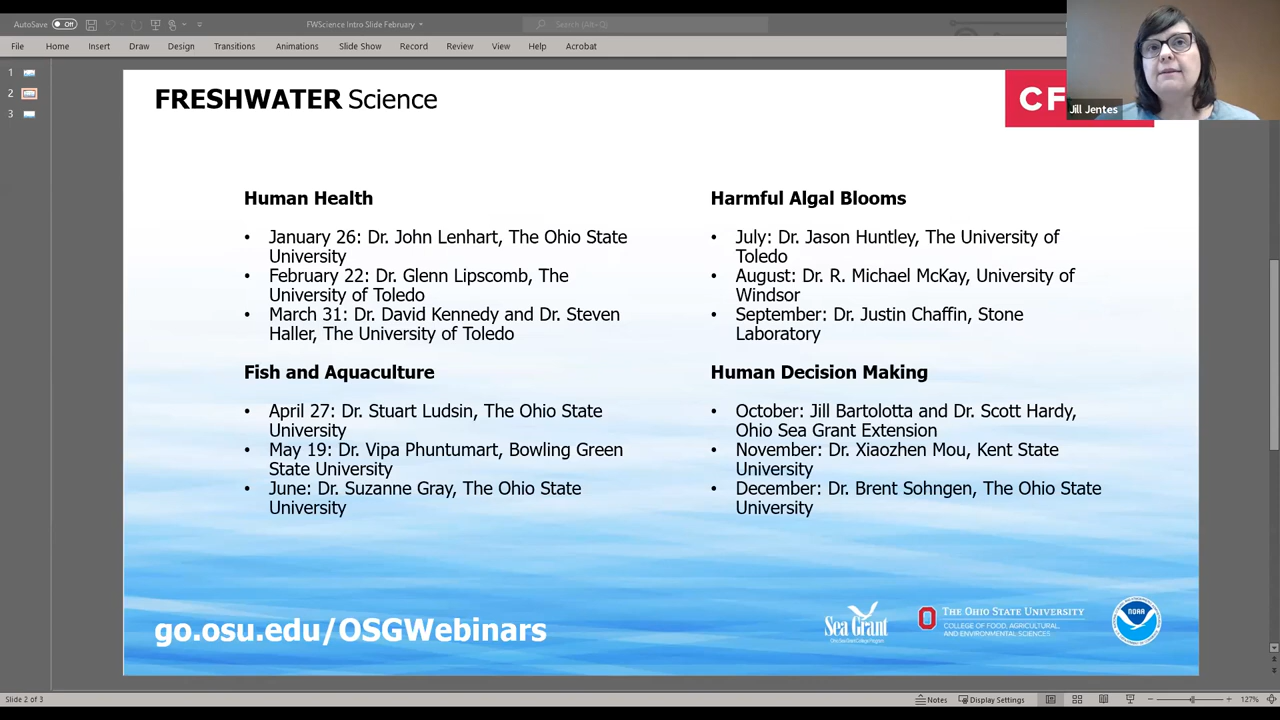 AutoSave Off
FWScience Intro Slide February
Search (Alt+Q)
File Home Insert Draw Design Transitions Animations Slide Show Record Review View Help Acrobat
1
2
3
FRESHWATER Science
CF
Jill Jentes
Human Health
• January 26: Dr. John Lenhart, The Ohio State
University
• February 22: Dr. Glenn Lipscomb, The
University of Toledo
• March 31: Dr. David Kennedy and Dr. Steven
Haller, The University of Toledo
Fish and Aquaculture
• April 27: Dr. Stuart Ludsin, The Ohio State
University
• May 19: Dr. Vipa Phuntumart, Bowling Green
State University
• June: Dr. Suzanne Gray, The Ohio State
University
Harmful Algal Blooms
• July: Dr. Jason Huntley, The University of
Toledo
• August: Dr. R. Michael McKay, University of
Windsor
• September: Dr. Justin Chaffin, Stone
Laboratory
Human Decision Making
• October: Jill Bartolotta and Dr. Scott Hardy,
Ohio Sea Grant Extension
• November: Dr. Xiaozhen Mou, Kent State
University
• December: Dr. Brent Sohngen, The Ohio State
University
go.osu.edu/OSGWebinars
Sea Grant
THE OHIO STATE UNIVERSITY
COLLEGE OF FOOD, AGRICULTURAL,
AND ENVIRONMENTAL SCIENCES
NOAA
Slide 2 of 3
Notes Display Settings 127%